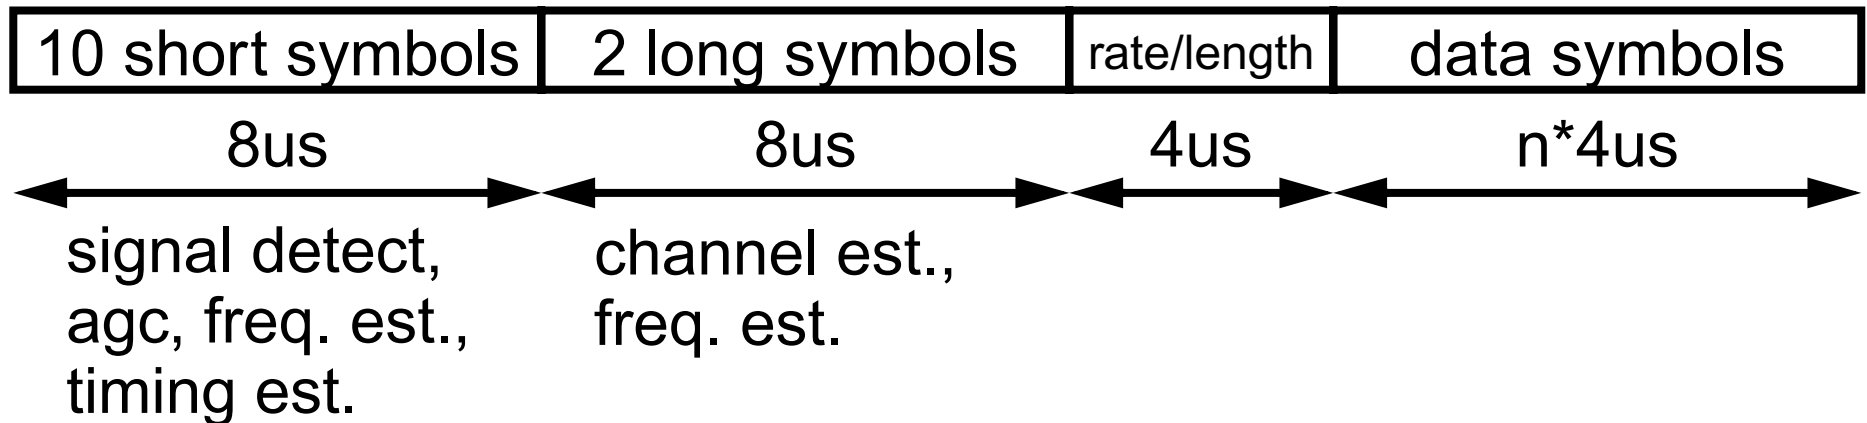 10 short symbols
2 long symbols
rate/length
data symbols
8us
8us
4us
n*4us
signal detect,
agc, freq. est.,
timing est.
channel est.,
freq. est.